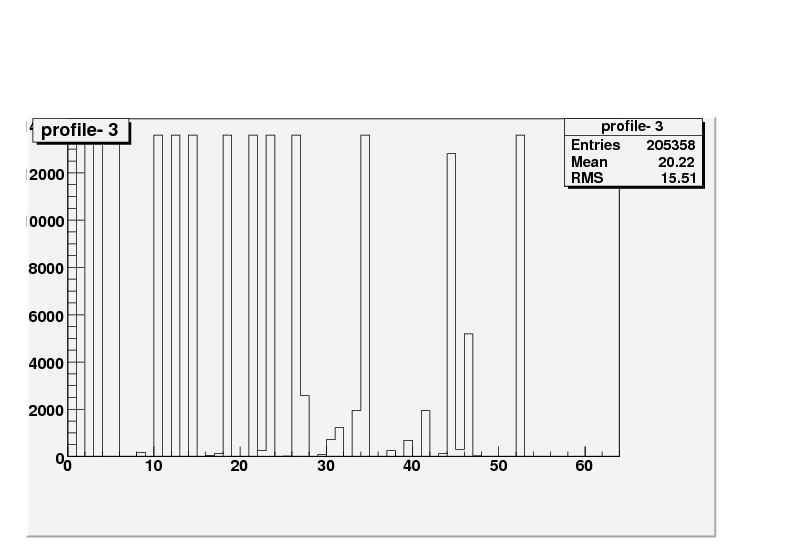 profile- 3
profile- 3
Entries 205358
Mean 20.22
RMS 15.51
2000
0000
8000
6000
4000
2000
0
0 10 20 30 40 50 60